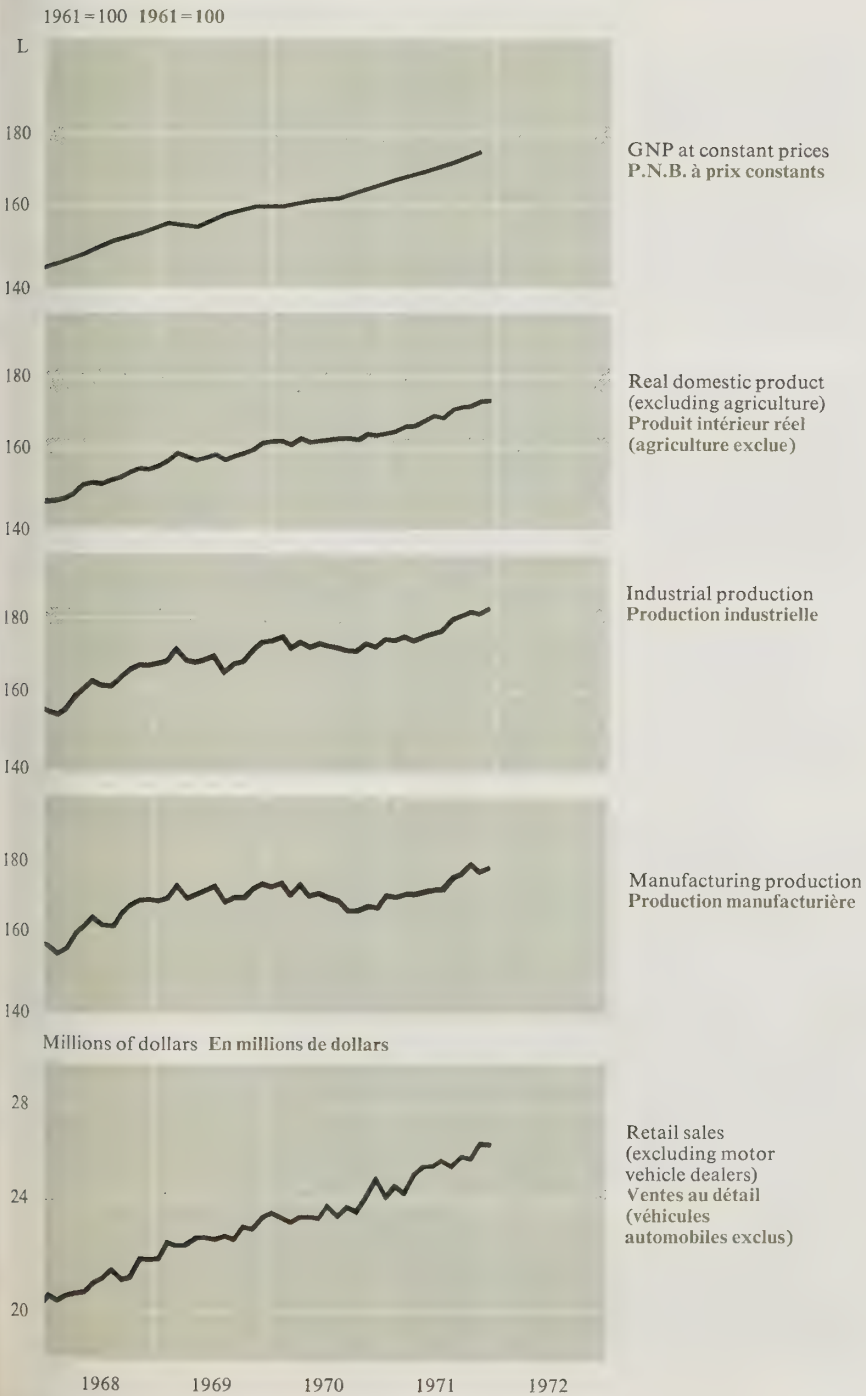 1961=100 1961=100
L
180
160
140
GNP at constant prices
P.N.B. à prix constants
180
160
140
Real domestic product
(excluding agriculture)
Produit intérieur réel
(agriculture exclue)
180
160
140
Industrial production
Production industrielle
180
160
140
Manufacturing production
Production manufacturière
Millions of dollars En millions de dollars
28
24
20
Retail sales
(excluding motor
vehicle dealers)
Ventes au détail
(véhicules
automobiles exclus)
1968 1969 1970 1971 1972